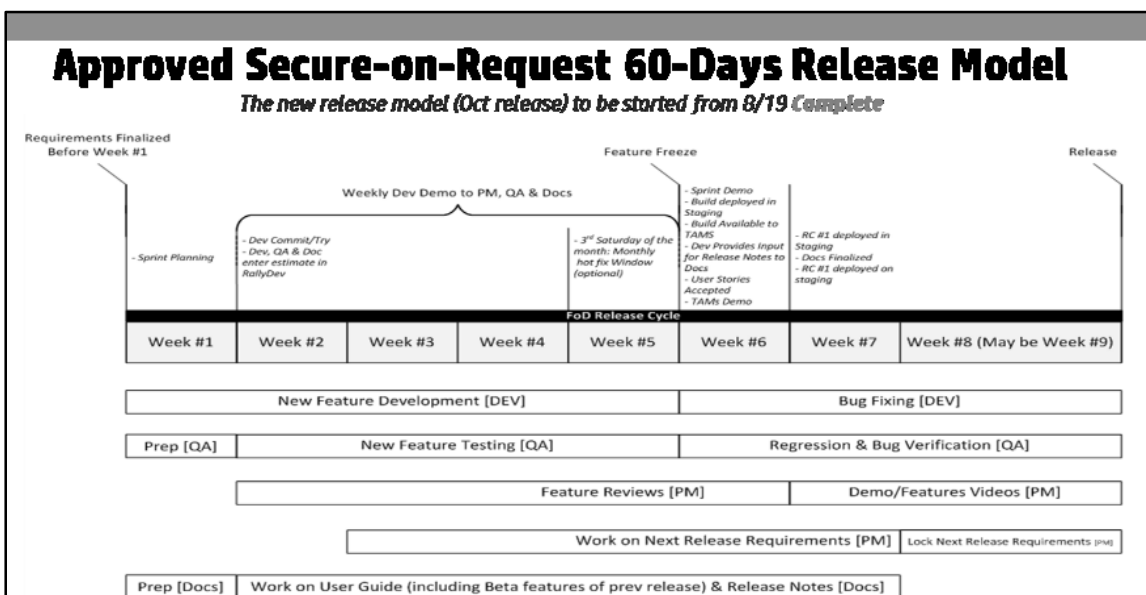 Approved Secure-on-Request 60-Days Release Model
The new release model (Oct release) to be started from 8/19 Complete
Requirements Finalized
Before Week #1
Feature Freeze
Release
Weekly Dev Demo to PM, QA & Docs
- Sprint Planning
- Dev Commit/Try
- Dev, QA & Doc
enter estimate in
RallyDev
- 3rd Saturday of the
month: Monthly
hot fix Window
(optional)
- Sprint Demo
- Build deployed in
Staging
- Build Available to
TAMS
- Dev Provides Input
for Release Notes to
Docs
- User Stories
Accepted
- TAMs Demo
- RC #1 deployed in
Staging
- Docs Finalized
- RC #1 deployed on
staging
FoD Release Cycle
Week #1
Week #2
Week #3
Week #4
Week #5
Week #6
Week #7
Week #8 (May be Week #9)
New Feature Development [DEV]
Bug Fixing [DEV]
Prep [QA]
New Feature Testing [QA]
Regression & Bug Verification [QA]
Feature Reviews [PM]
Demo/Features Videos [PM]
Work on Next Release Requirements [PM]
Lock Next Release Requirements [PM]
Prep [Docs]
Work on User Guide (including Beta features of prev release) & Release Notes [Docs]